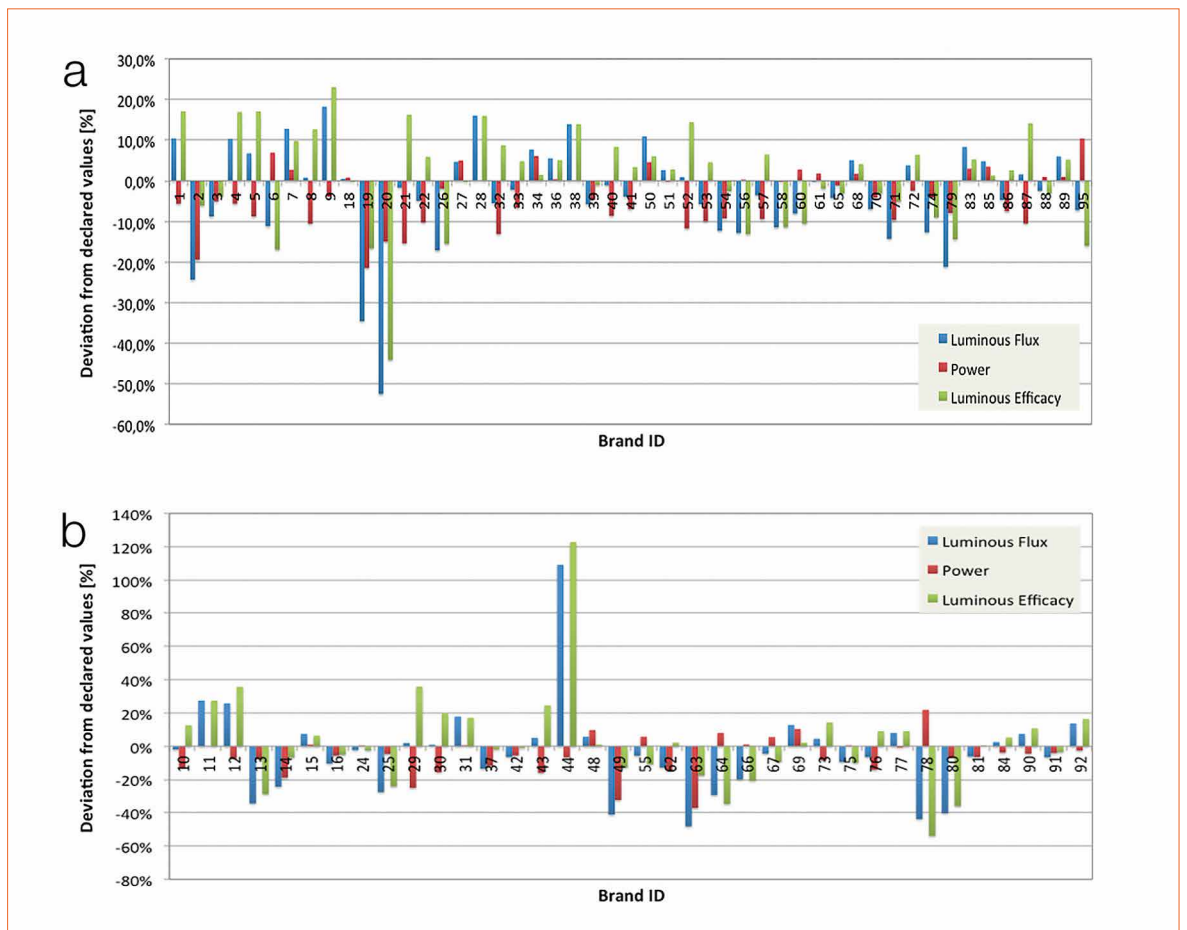 a
Deviation from declared values [%]
30,0%
20,0%
10,0%
0,0%
-10,0%
-20,0%
-30,0%
-40,0%
-50,0%
-60,0%
1 2 3 4 5 6 7 8 9 18 19 20 21 22 26 27 28 32 33 34 36 38 39 40 41 50 51 52 53 54 56 57 58 60 61 65 68 70 71 72 74 79 83 85 86 87 88 89 95
Luminous Flux
Power
Luminous Efficacy
Brand ID
b
Deviation from declared values [%]
140%
120%
100%
80%
60%
40%
20%
0%
-20%
-40%
-60%
-80%
10 11 12 13 14 15 16 24 25 29 30 31 37 42 43 44 48 49 62 63 64 66 67 69 73 75 76 77 78 80 81 84 90 91 92
Luminous Flux
Power
Luminous Efficacy
Brand ID